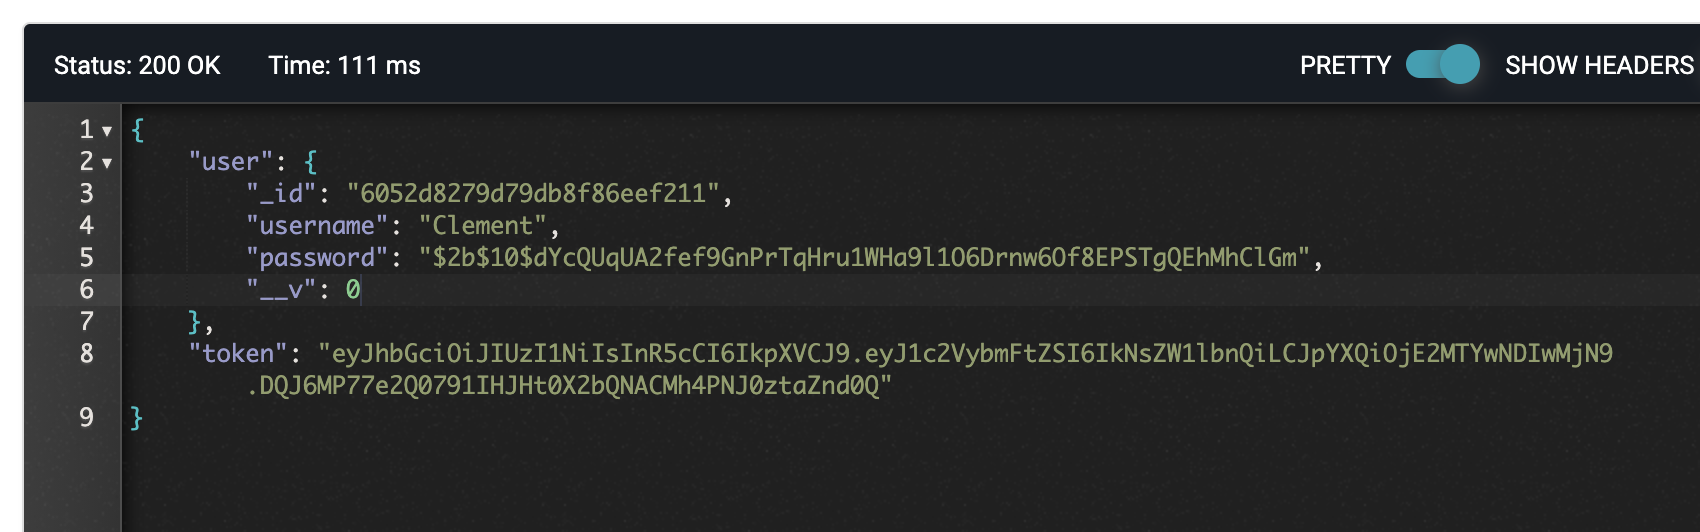 Status: 200 OK Time: 111 ms PRETTY SHOW HEADERS
1 {
2 "user": {
3 "_id": "6052d8279d79db8f86eef211",
4 "username": "Clement",
5 "password": "$2b$10$dYcQUqUA2fef9GnPrTqHru1WHa9l1O6Drnw6Of8EPSTgQEhMhClGm",
6 "__v": 0
7 },
8 "token": "eyJhbGciOiJIUzI1NiIsInR5cCI6IkpXVCJ9.eyJ1c2VybmFtZSI6IkNsZW1lbnQiLCJpYXQiOjE2MTYwNDIwMjN9
.DQJ6MP77e2Q0791IHJHt0X2bQNACMh4PNJ0ztaZnd0Q"
9 }